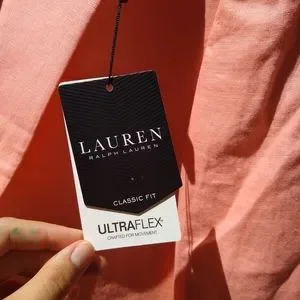 LAUREN
RALPH LAUREN
CLASSIC FIT
ULTRAFLEX
CRAFTED FOR MOVEMENT